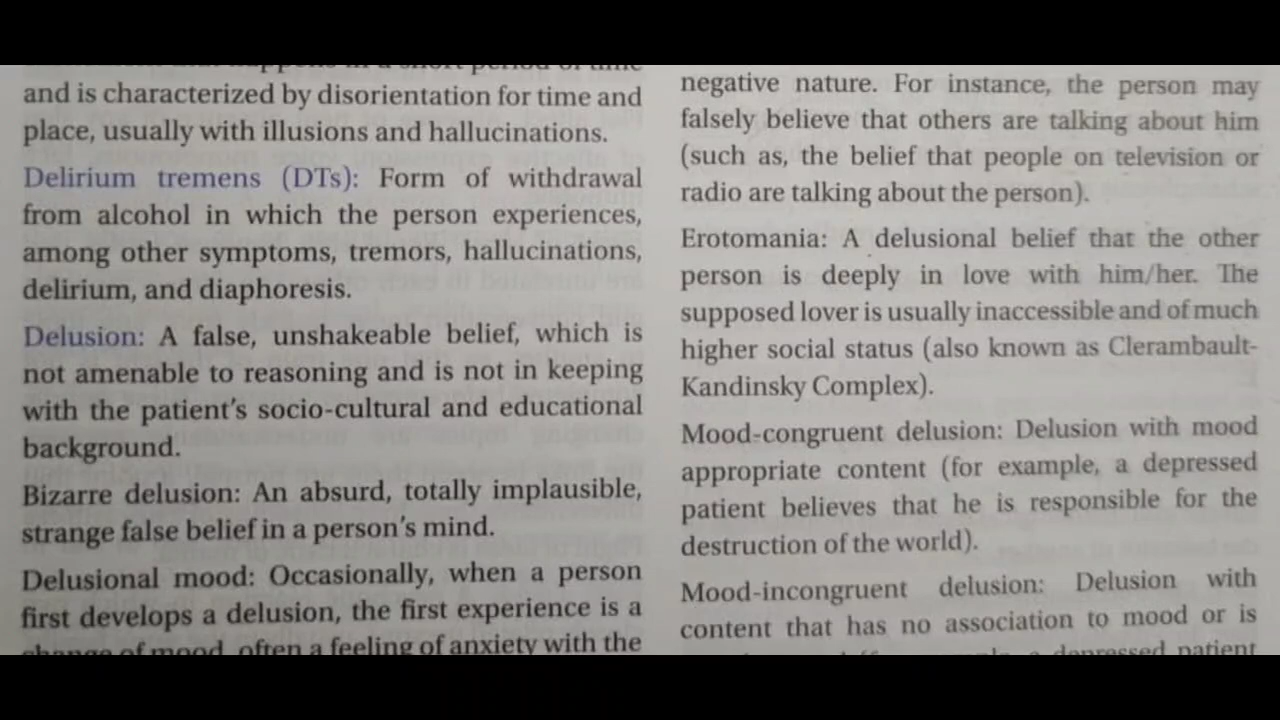 and is characterized by disorientation for time and
place, usually with illusions and hallucinations.
Delirium tremens (DTs): Form of withdrawal
from alcohol in which the person experiences,
among other symptoms, tremors, hallucinations,
delirium, and diaphoresis.
Delusion: A false, unshakeable belief, which is
not amenable to reasoning and is not in keeping
with the patient's socio-cultural and educational
background.
Bizarre delusion: An absurd, totally implausible,
strange false belief in a person's mind.
Delusional mood: Occasionally, when a person
first develops a delusion, the first experience is a
change of mood, often a feeling of anxiety with the
negative nature. For instance, the person may
falsely believe that others are talking about him
(such as, the belief that people on television or
radio are talking about the person).
Erotomania: A delusional belief that the other
person is deeply in love with him/her. The
supposed lover is usually inaccessible and of much
higher social status (also known as Clerambault-
Kandinsky Complex).
Mood-congruent delusion: Delusion with mood
appropriate content (for example, a depressed
patient believes that he is responsible for the
destruction of the world).
Mood-incongruent delusion: Delusion with
content that has no association to mood or is
a depressed patient